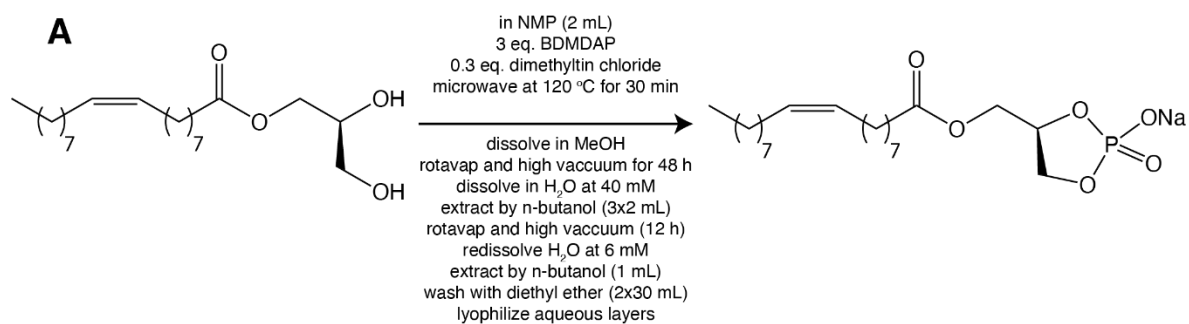 A
in NMP (2 mL)
3 eq. BDMDAP
0.3 eq. dimethyltin chloride
microwave at 120 °C for 30 min
dissolve in MeOH
rotavap and high vaccuum for 48 h
dissolve in H₂O at 40 mM
extract by n-butanol (3x2 mL)
rotavap and high vaccuum (12 h)
redissolve H₂O at 6 mM
extract by n-butanol (1 mL)
wash with diethyl ether (2x30 mL)
lyophilize aqueous layers
O
OH
( )7
( )7
O
OH
O
( )7
( )7
O
O
ONa
P
O
O